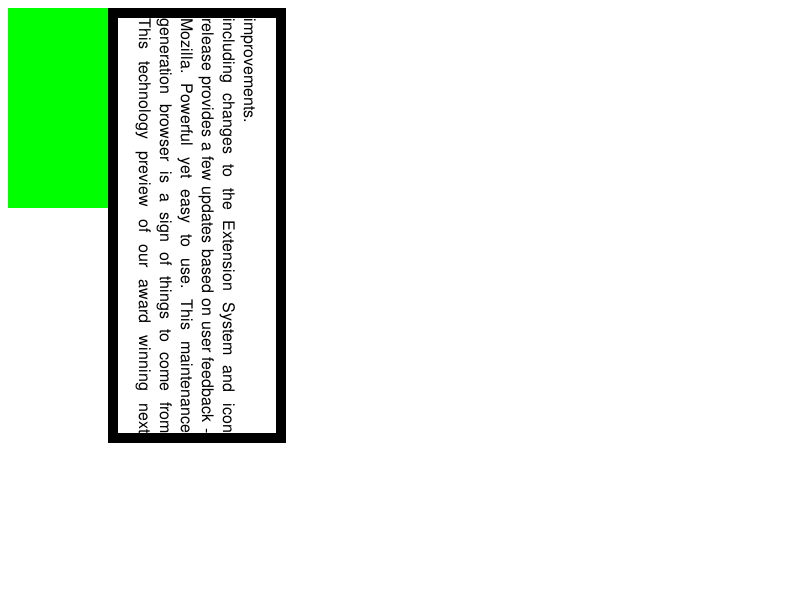 This technology preview of our award winning next
generation browser is a sign of things to come from
Mozilla. Powerful yet easy to use. This maintenance
release provides a few updates based on user feedback -
including changes to the Extension System and icon
improvements.